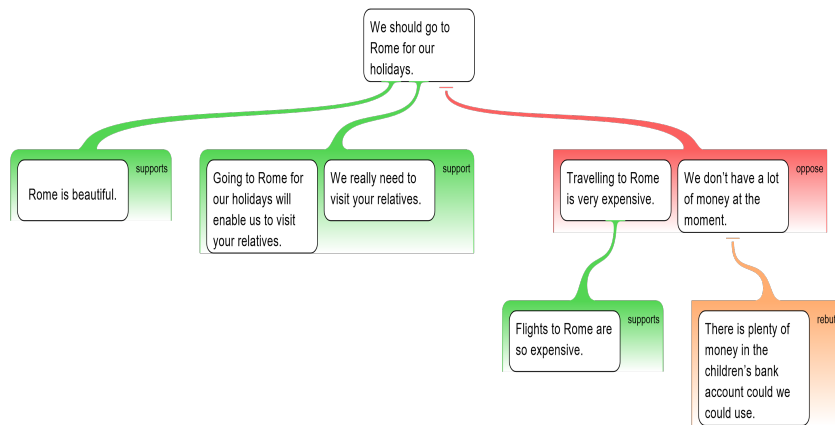 We should go to
Rome for our
holidays.
supports
Rome is beautiful.
support
Going to Rome for
our holidays will
enable us to visit
your relatives.
We really need to
visit your relatives.
oppose
Travelling to Rome
is very expensive.
We don't have a lot
of money at the
moment.
supports
Flights to Rome are
so expensive.
rebut
There is plenty of
money in the
children's bank
account could we
could use.